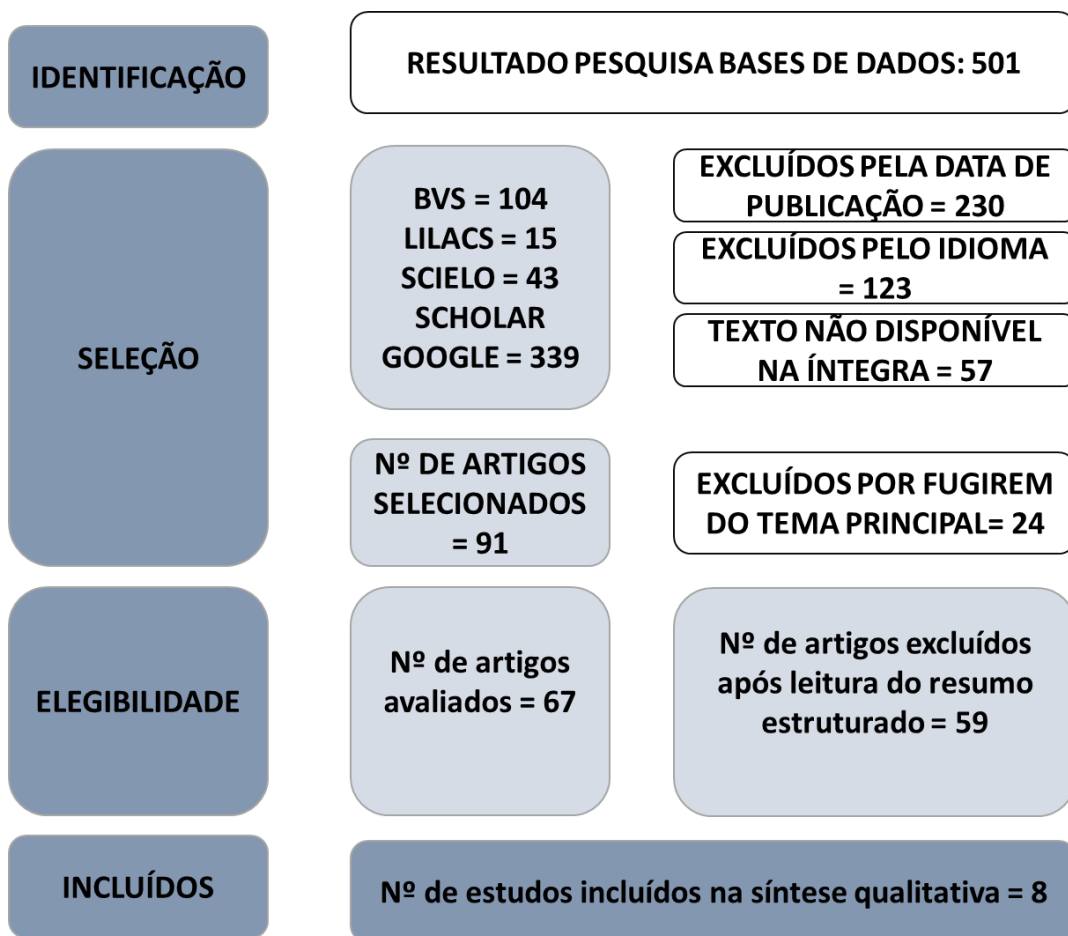 IDENTIFICAÇÃO
RESULTADO PESQUISA BASES DE DADOS: 501
SELEÇÃO
BVS = 104
LILACS = 15
SCIELO = 43
SCHOLAR
GOOGLE = 339
EXCLUÍDOS PELA DATA DE
PUBLICAÇÃO = 230
EXCLUÍDOS PELO IDIOMA
= 123
TEXTO NÃO DISPONÍVEL
NA ÍNTEGRA = 57
Nº DE ARTIGOS
SELECIONADOS
= 91
EXCLUÍDOS POR FUGIREM
DO TEMA PRINCIPAL= 24
ELEGIBILIDADE
Nº de artigos
avaliados = 67
Nº de artigos excluídos
após leitura do resumo
estruturado = 59
INCLUÍDOS
Nº de estudos incluídos na síntese qualitativa = 8